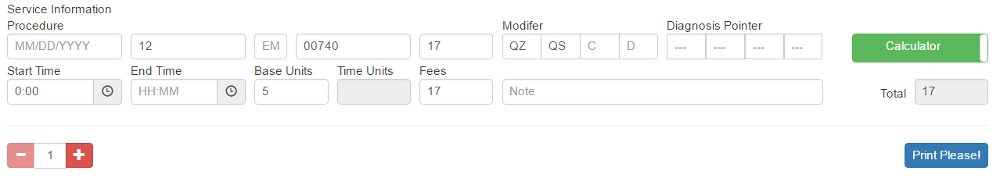 Service Information
Procedure Modifer Diagnosis Pointer
MM/DD/YYYY 12 EM 00740 17 QZ QS C D --- --- --- --- Calculator
Start Time End Time Base Units Time Units Fees
0:00 HH:MM 5 17 Note Total 17
1 Print Please!